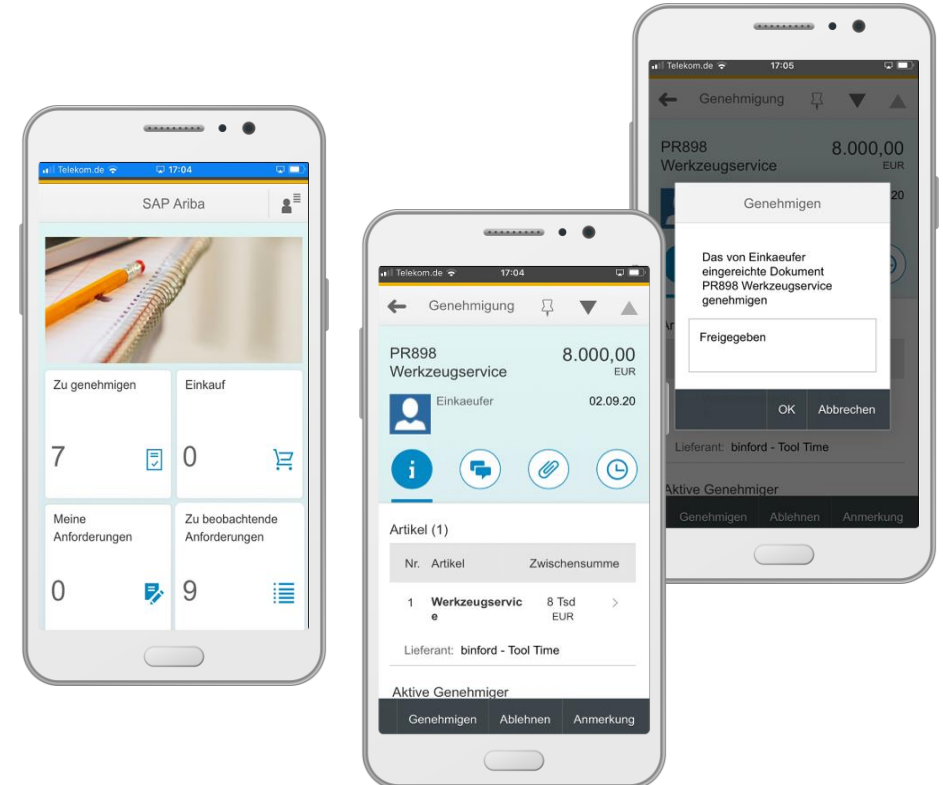 Telekom.de 17:04
SAP Ariba
Zu genehmigen
7
Einkauf
0
Meine
Anforderungen
0
Zu beobachtende
Anforderungen
9
Telekom.de 17:04
Genehmigung
PR898
Werkzeugservice
8.000,00
EUR
Einkaeufer
02.09.20
Artikel (1)
Nr. Artikel Zwischensumme
1 Werkzeugservic
e
8 Tsd
EUR
Lieferant: binford - Tool Time
Aktive Genehmiger
Genehmigen Ablehnen Anmerkung
Telekom.de 17:05
Genehmigung
PR898
Werkzeugservice
8.000,00
EUR
20
Genehmigen
Das von Einkaeufer
eingereichte Dokument
PR898 Werkzeugservice
genehmigen
Freigegeben
OK Abbrechen
Lieferant: binford - Tool Time
Aktive Genehmiger
Genehmigen Ablehnen Anmerkung